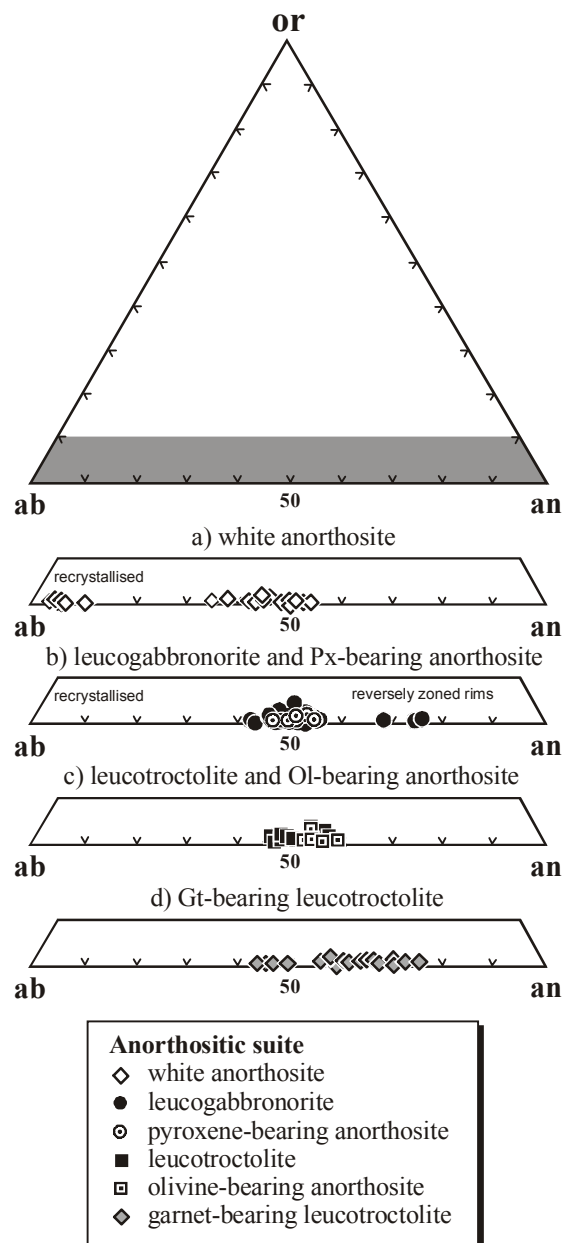 or
ab 50 an
a) white anorthosite
recrystallised
ab 50 an
b) leucogabbronorite and Px-bearing anorthosite
recrystallised reversely zoned rims
ab 50 an
c) leucotroctolite and Ol-bearing anorthosite
ab 50 an
d) Gt-bearing leucotroctolite
ab 50 an
Anorthositic suite
white anorthosite
leucogabbronorite
pyroxene-bearing anorthosite
leucotroctolite
olivine-bearing anorthosite
garnet-bearing leucotroctolite